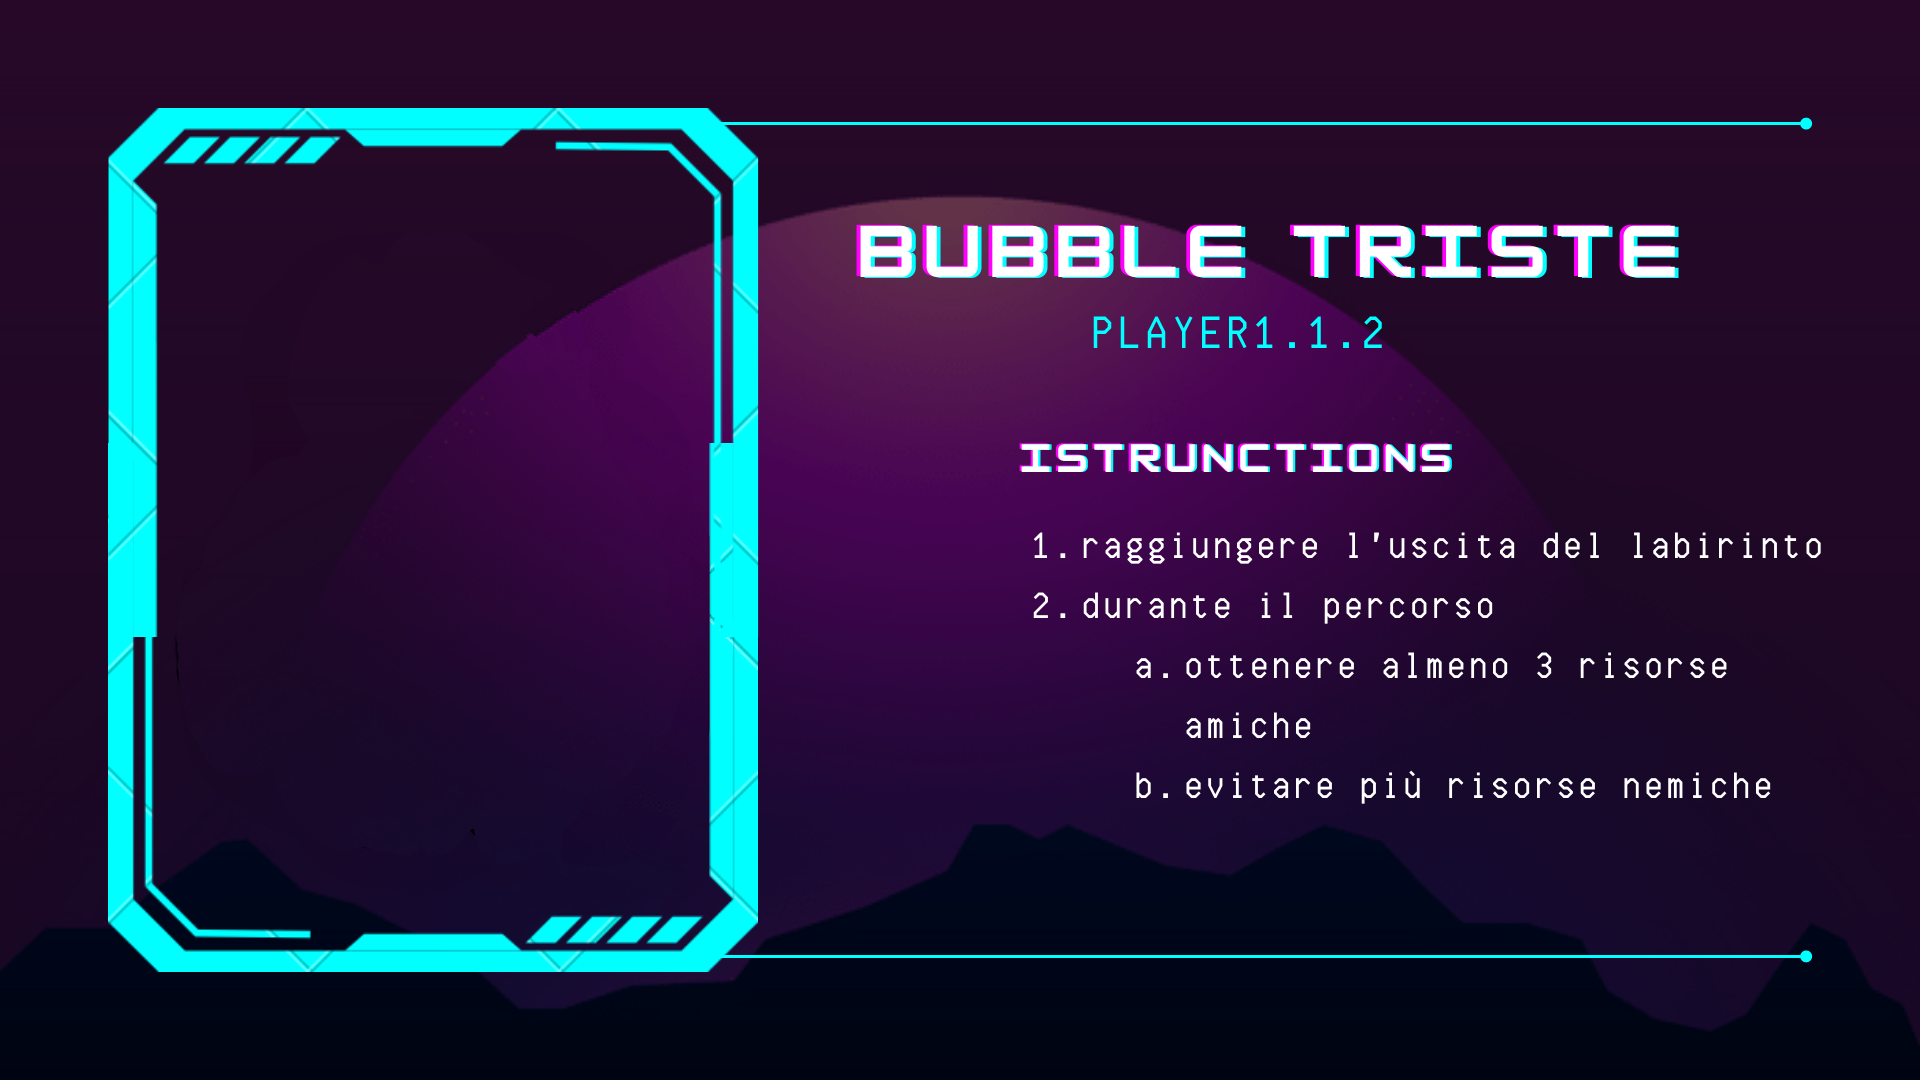 BUBBLE TRISTE
PLAYER1.1.2
ISTRUNCTIONS
1. raggiungere l'uscita del labirinto
2. durante il percorso
a. ottenere almeno 3 risorse
amiche
b. evitare più risorse nemiche